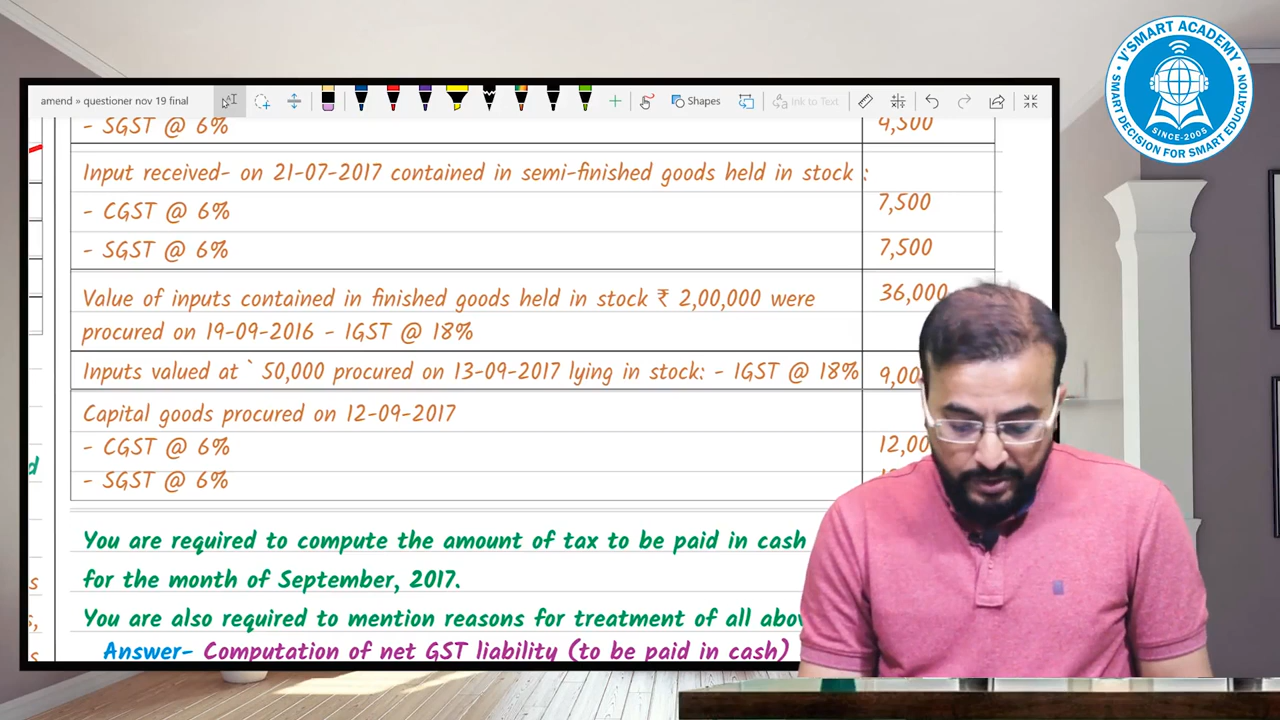 V'SMART ACADEMY
SMART DECISION FOR SMART EDUCATION
SINCE-2005
amend » questioner nov 19 final
Shapes
Ink to Text
- SGST @ 6% 4,500
Input received- on 21-07-2017 contained in semi-finished goods held in stock :
- CGST @ 6% 7,500
- SGST @ 6% 7,500
Value of inputs contained in finished goods held in stock ₹ 2,00,000 were 36,000
procured on 19-09-2016 - IGST @ 18%
Inputs valued at ` 50,000 procured on 13-09-2017 lying in stock: - IGST @ 18% 9,00
Capital goods procured on 12-09-2017
- CGST @ 6% 12,00
- SGST @ 6%
d
You are required to compute the amount of tax to be paid in cash
for the month of September, 2017.
s
You are also required to mention reasons for treatment of all
s,
Answer- Computation of net GST liability (to be paid in cash)
s